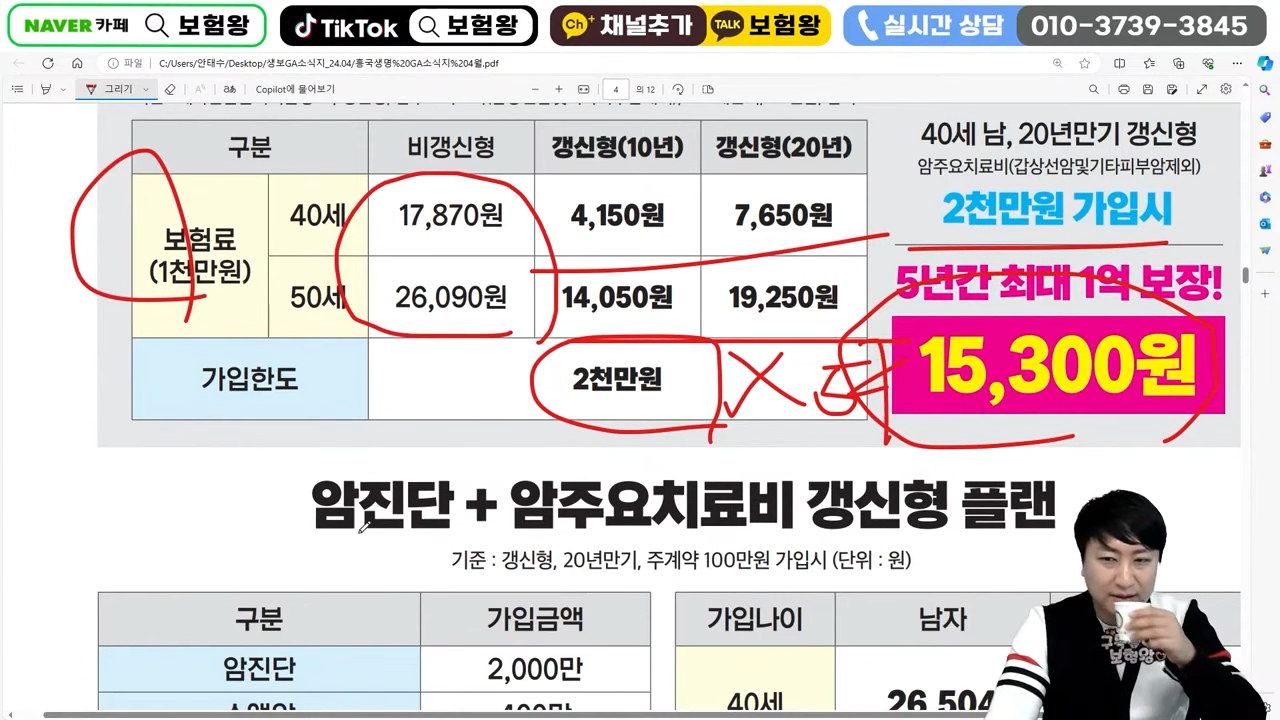 NAVER 카페 보험왕
TikTok 보험왕
Ch+ 채널추가 TALK 보험왕
실시간 상담 010-3739-3845
파일 C:/Users/안태수/Desktop/생보GA소식지_24.04/흥국생명%20GA소식지%204월.pdf
그리기 Copilot에 물어보기 4 의 12
구분 비갱신형 갱신형(10년) 갱신형(20년)
보험료
(1천만원)
40세 17,870원 4,150원 7,650원
50세 26,090원 14,050원 19,250원
가입한도 2천만원
X 5
40세 남, 20년만기 갱신형
암주요치료비(갑상선암및기타피부암제외)
2천만원 가입시
5년간 최대 1억 보장!
15,300원
암진단 + 암주요치료비 갱신형 플랜
기준 : 갱신형, 20년만기, 주계약 100만원 가입시 (단위 : 원)
구분 가입금액
암진단 2,000만
가입나이 남자
40세 26,504
보험왕